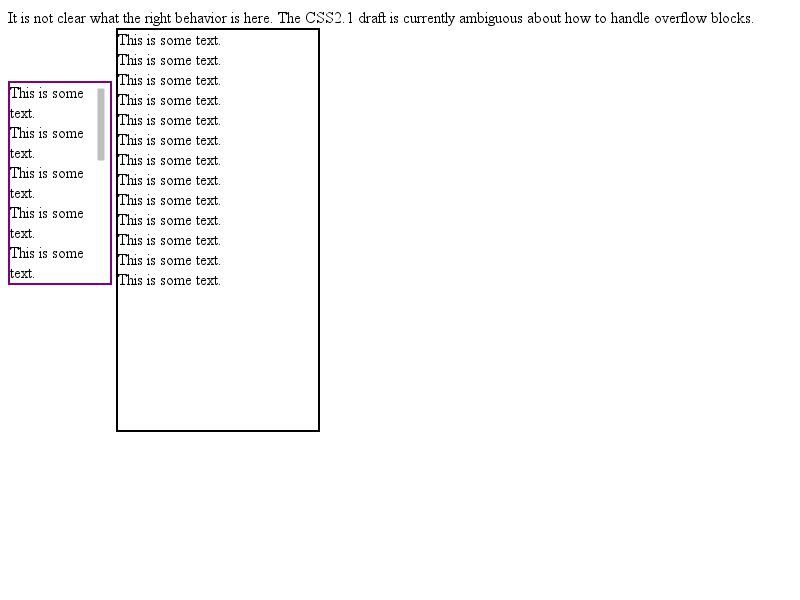 It is not clear what the right behavior is here. The CSS2.1 draft is currently ambiguous about how to handle overflow blocks.
This is some
text.
This is some
text.
This is some
text.
This is some
text.
This is some
text.
This is some text.
This is some text.
This is some text.
This is some text.
This is some text.
This is some text.
This is some text.
This is some text.
This is some text.
This is some text.
This is some text.
This is some text.
This is some text.